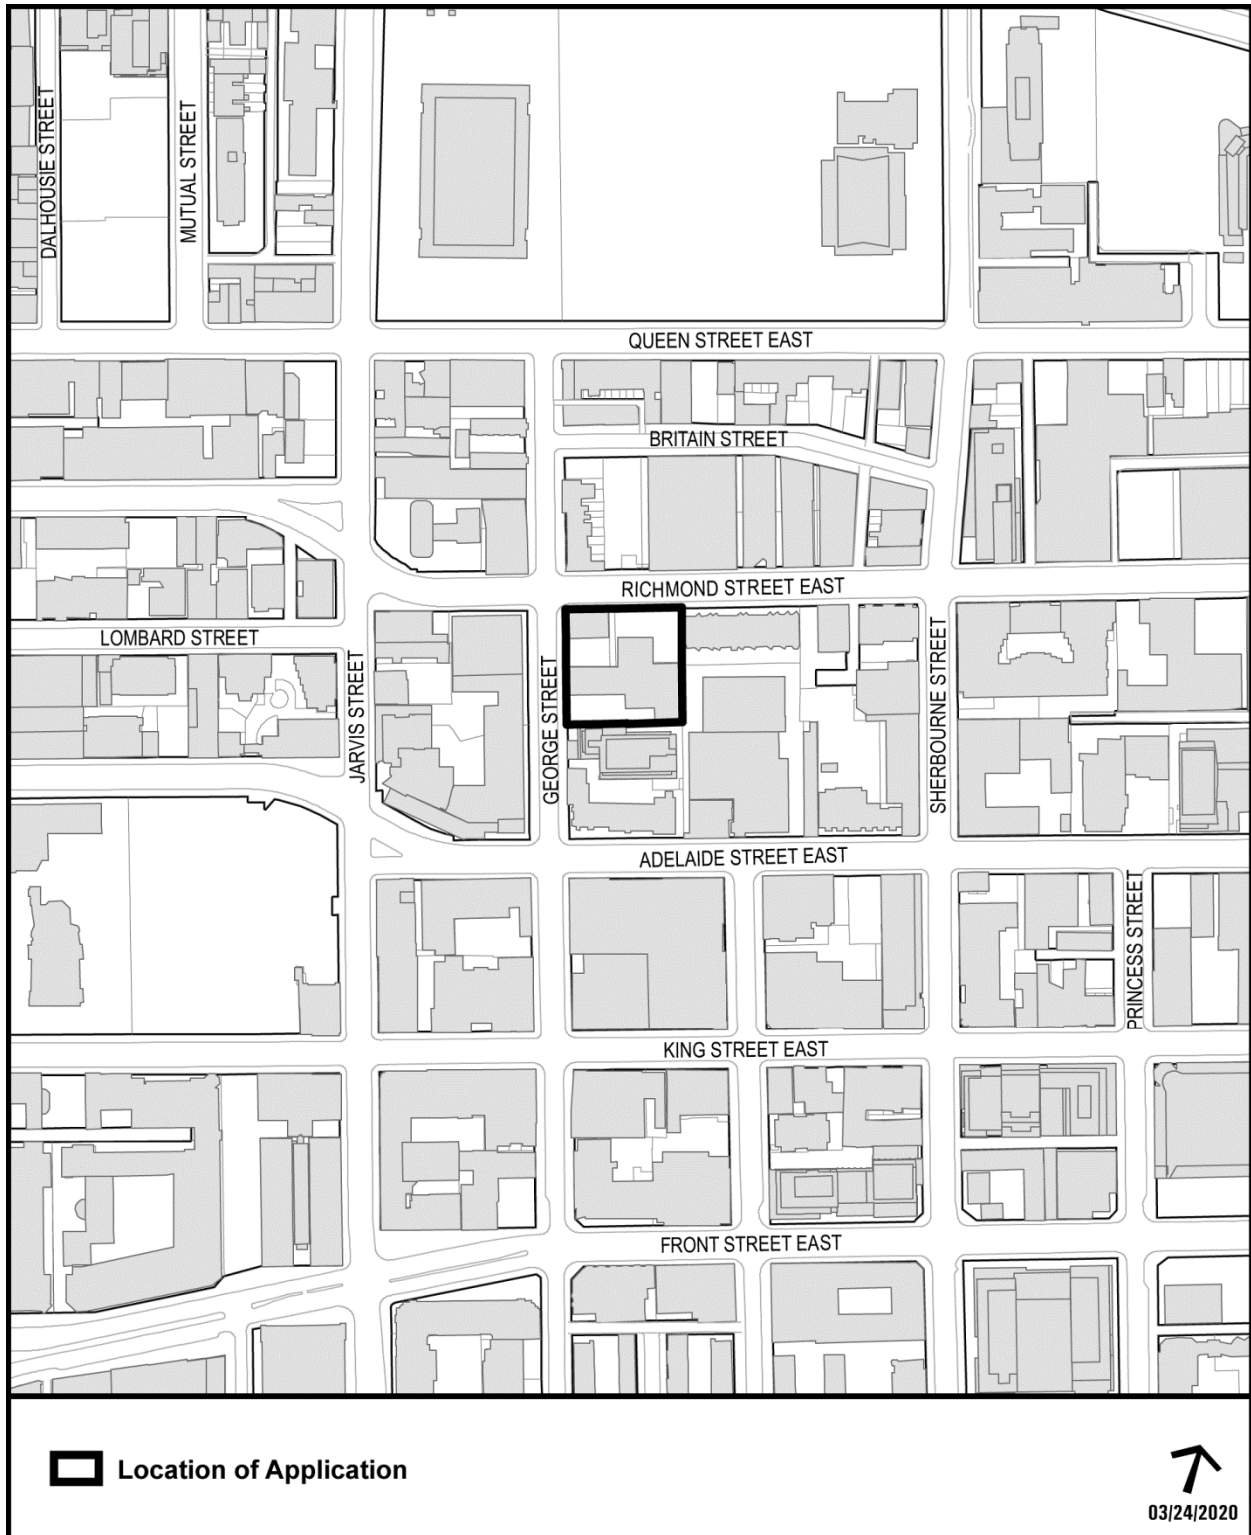 DALHOUSIE STREET
MUTUAL STREET
QUEEN STREET EAST
BRITAIN STREET
RICHMOND STREET EAST
LOMBARD STREET
JARVIS STREET
GEORGE STREET
SHERBOURNE STREET
ADELAIDE STREET EAST
PRINCESS STREET
KING STREET EAST
FRONT STREET EAST
Location of Application
03/24/2020